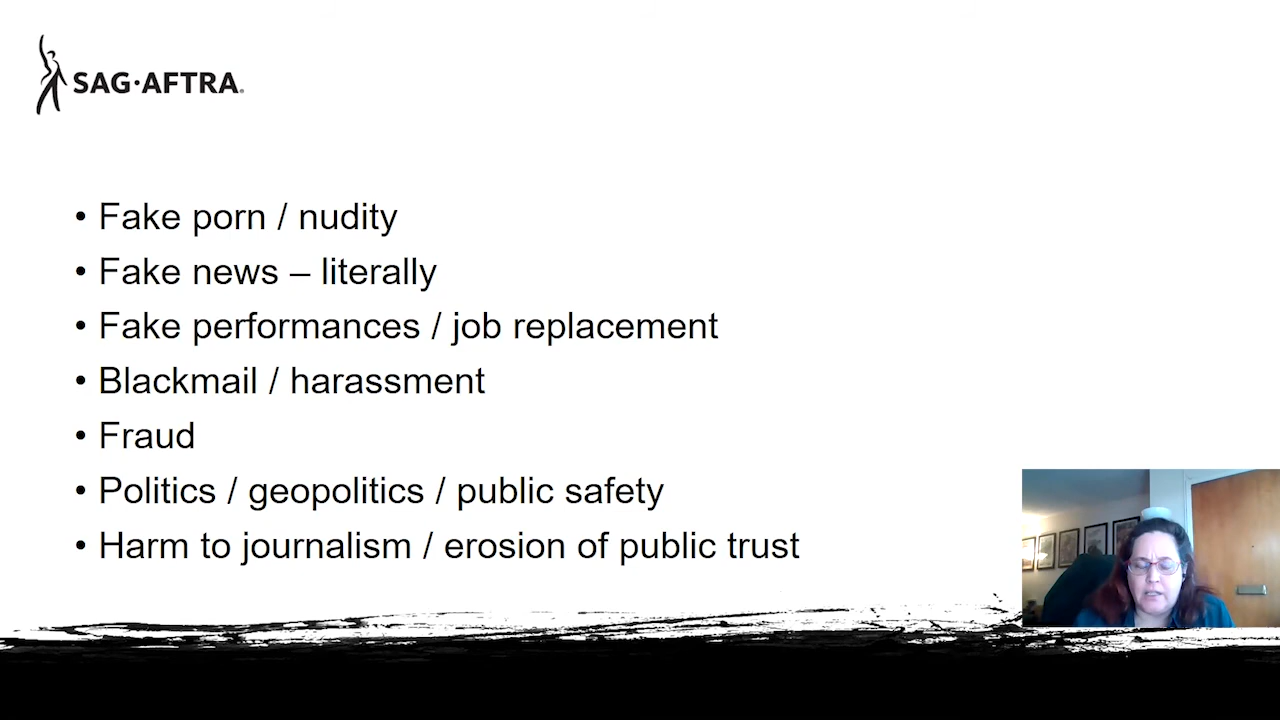 SAG·AFTRA®
• Fake porn / nudity
• Fake news – literally
• Fake performances / job replacement
• Blackmail / harassment
• Fraud
• Politics / geopolitics / public safety
• Harm to journalism / erosion of public trust